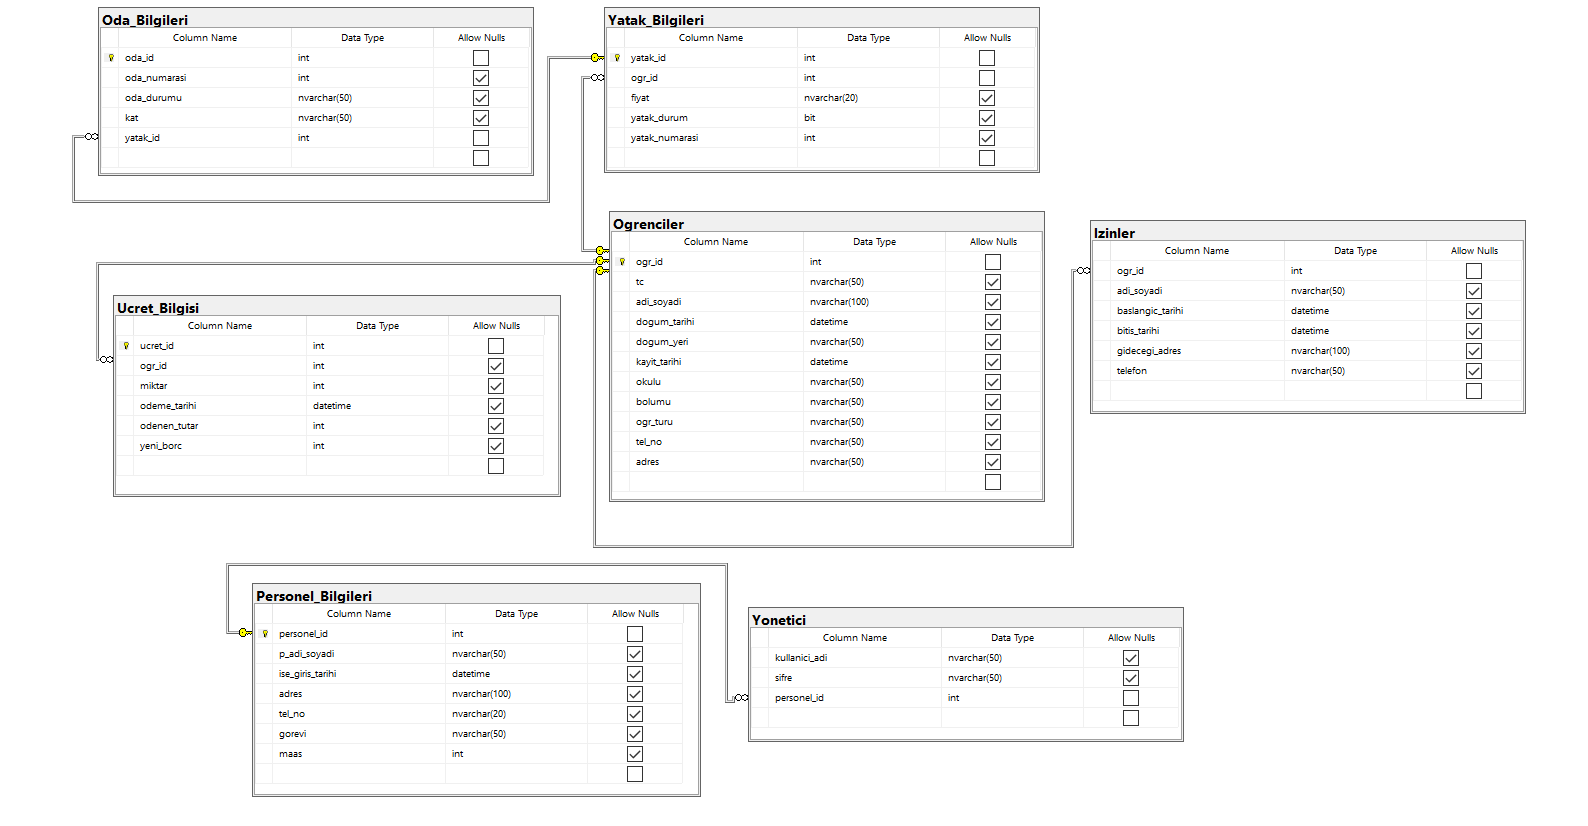 Oda_Bilgileri
Column Name Data Type Allow Nulls
oda_id int
oda_numarasi int
oda_durumu nvarchar(50)
kat nvarchar(50)
yatak_id int
Yatak_Bilgileri
Column Name Data Type Allow Nulls
yatak_id int
ogr_id int
fiyat nvarchar(20)
yatak_durum bit
yatak_numarasi int
Ogrenciler
Column Name Data Type Allow Nulls
ogr_id int
tc nvarchar(50)
adi_soyadi nvarchar(100)
dogum_tarihi datetime
dogum_yeri nvarchar(50)
kayit_tarihi datetime
okulu nvarchar(50)
bolumu nvarchar(50)
ogr_turu nvarchar(50)
tel_no nvarchar(50)
adres nvarchar(50)
Izinler
Column Name Data Type Allow Nulls
ogr_id int
adi_soyadi nvarchar(50)
baslangic_tarihi datetime
bitis_tarihi datetime
gidecegi_adres nvarchar(100)
telefon nvarchar(50)
Ucret_Bilgisi
Column Name Data Type Allow Nulls
ucret_id int
ogr_id int
miktar int
odeme_tarihi datetime
odenen_tutar int
yeni_borc int
Personel_Bilgileri
Column Name Data Type Allow Nulls
personel_id int
p_adi_soyadi nvarchar(50)
ise_giris_tarihi datetime
adres nvarchar(100)
tel_no nvarchar(20)
gorevi nvarchar(50)
maas int
Yonetici
Column Name Data Type Allow Nulls
kullanici_adi nvarchar(50)
sifre nvarchar(50)
personel_id int